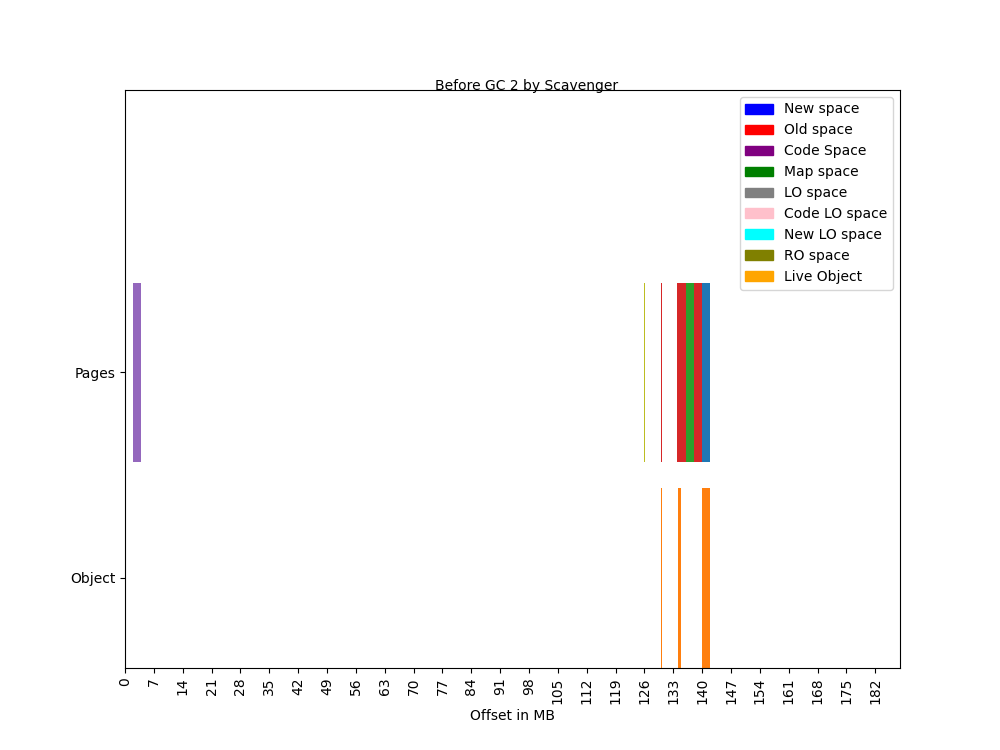 Before GC 2 by Scavenger
New space
Old space
Code Space
Map space
LO space
Code LO space
New LO space
RO space
Live Object
Pages
Object
0 7 14 21 28 35 42 49 56 63 70 77 84 91 98 105 112 119 126 133 140 147 154 161 168 175 182
Offset in MB